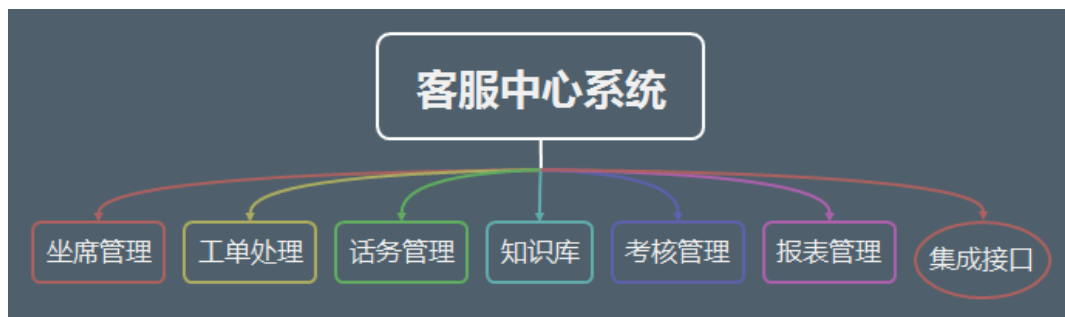 客服中心系统
坐席管理
工单处理
话务管理
知识库
考核管理
报表管理
集成接口